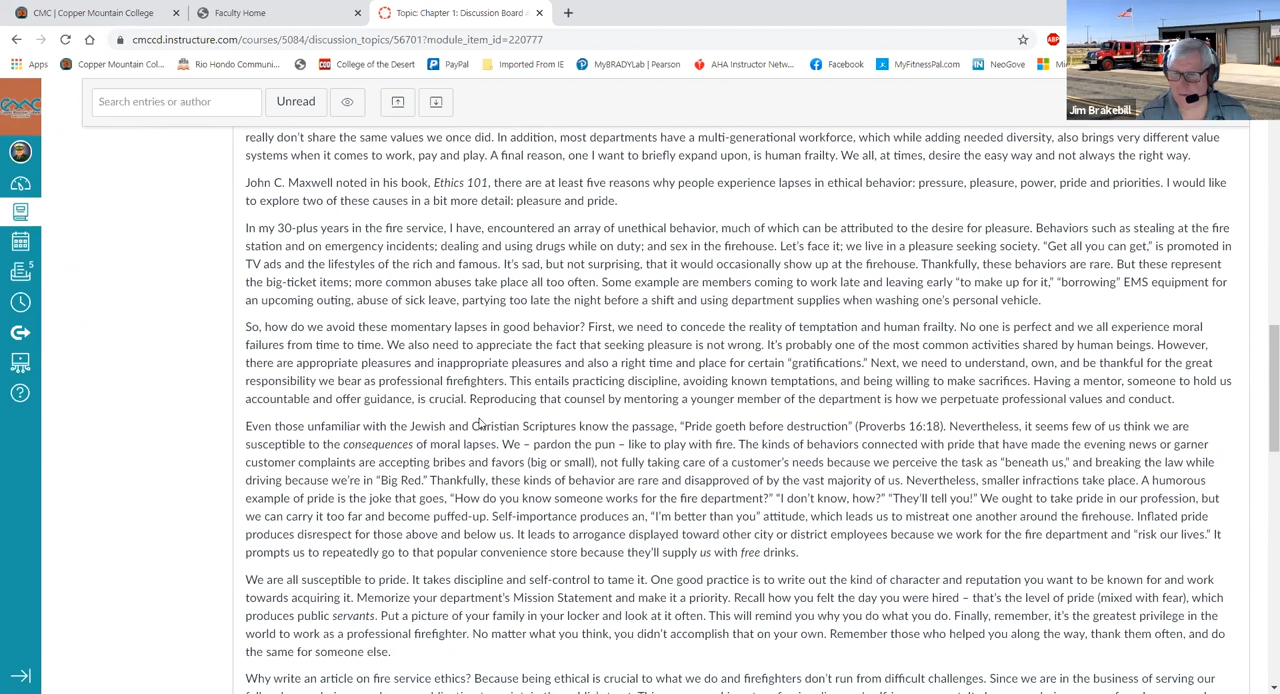 CMC | Copper Mountain College
Faculty Home
Topic: Chapter 1: Discussion Board
cmccd.instructure.com/courses/5084/discussion_topics/56701?module_item_id=220777
ABP
Apps
Copper Mountain Col...
Rio Hondo Communi...
COD
College of the Desert
PayPal
Imported From IE
MyBRADYLab | Pearson
AHA Instructor Netw...
Facebook
MyFitnessPal.com
NeoGov
Jim Brakebill
Search entries or author
Unread
5
really don't share the same values we once did. In addition, most departments have a multi-generational workforce, which while adding needed diversity, also brings very different value
systems when it comes to work, pay and play. A final reason, one I want to briefly expand upon, is human frailty. We all, at times, desire the easy way and not always the right way.
John C. Maxwell noted in his book, Ethics 101, there are at least five reasons why people experience lapses in ethical behavior: pressure, pleasure, power, pride and priorities. I would like
to explore two of these causes in a bit more detail: pleasure and pride.
In my 30-plus years in the fire service, I have, encountered an array of unethical behavior, much of which can be attributed to the desire for pleasure. Behaviors such as stealing at the fire
station and on emergency incidents; dealing and using drugs while on duty; and sex in the firehouse. Let's face it; we live in a pleasure seeking society. "Get all you can get," is promoted in
TV ads and the lifestyles of the rich and famous. It's sad, but not surprising, that it would occasionally show up at the firehouse. Thankfully, these behaviors are rare. But these represent
the big-ticket items; more common abuses take place all too often. Some example are members coming to work late and leaving early "to make up for it," "borrowing" EMS equipment for
an upcoming outing, abuse of sick leave, partying too late the night before a shift and using department supplies when washing one's personal vehicle.
So, how do we avoid these momentary lapses in good behavior? First, we need to concede the reality of temptation and human frailty. No one is perfect and we all experience moral
failures from time to time. We also need to appreciate the fact that seeking pleasure is not wrong. It's probably one of the most common activities shared by human beings. However,
there are appropriate pleasures and inappropriate pleasures and also a right time and place for certain "gratifications." Next, we need to understand, own, and be thankful for the great
responsibility we bear as professional firefighters. This entails practicing discipline, avoiding known temptations, and being willing to make sacrifices. Having a mentor, someone to hold us
accountable and offer guidance, is crucial. Reproducing that counsel by mentoring a younger member of the department is how we perpetuate professional values and conduct.
Even those unfamiliar with the Jewish and Christian Scriptures know the passage, "Pride goeth before destruction" (Proverbs 16:18). Nevertheless, it seems few of us think we are
susceptible to the consequences of moral lapses. We – pardon the pun – like to play with fire. The kinds of behaviors connected with pride that have made the evening news or garner
customer complaints are accepting bribes and favors (big or small), not fully taking care of a customer's needs because we perceive the task as "beneath us," and breaking the law while
driving because we're in "Big Red." Thankfully, these kinds of behavior are rare and disapproved of by the vast majority of us. Nevertheless, smaller infractions take place. A humorous
example of pride is the joke that goes, "How do you know someone works for the fire department?" "I don't know, how?" "They'll tell you!" We ought to take pride in our profession, but
we can carry it too far and become puffed-up. Self-importance produces an, "I'm better than you" attitude, which leads us to mistreat one another around the firehouse. Inflated pride
produces disrespect for those above and below us. It leads to arrogance displayed toward other city or district employees because we work for the fire department and "risk our lives." It
prompts us to repeatedly go to that popular convenience store because they'll supply us with free drinks.
We are all susceptible to pride. It takes discipline and self-control to tame it. One good practice is to write out the kind of character and reputation you want to be known for and work
towards acquiring it. Memorize your department's Mission Statement and make it a priority. Recall how you felt the day you were hired – that's the level of pride (mixed with fear), which
produces public servants. Put a picture of your family in your locker and look at it often. This will remind you why you do what you do. Finally, remember, it's the greatest privilege in the
world to work as a professional firefighter. No matter what you think, you didn't accomplish that on your own. Remember those who helped you along the way, thank them often, and do
the same for someone else.
Why write an article on fire service ethics? Because being ethical is crucial to what we do and firefighters don't run from difficult challenges. Since we are in the business of serving our